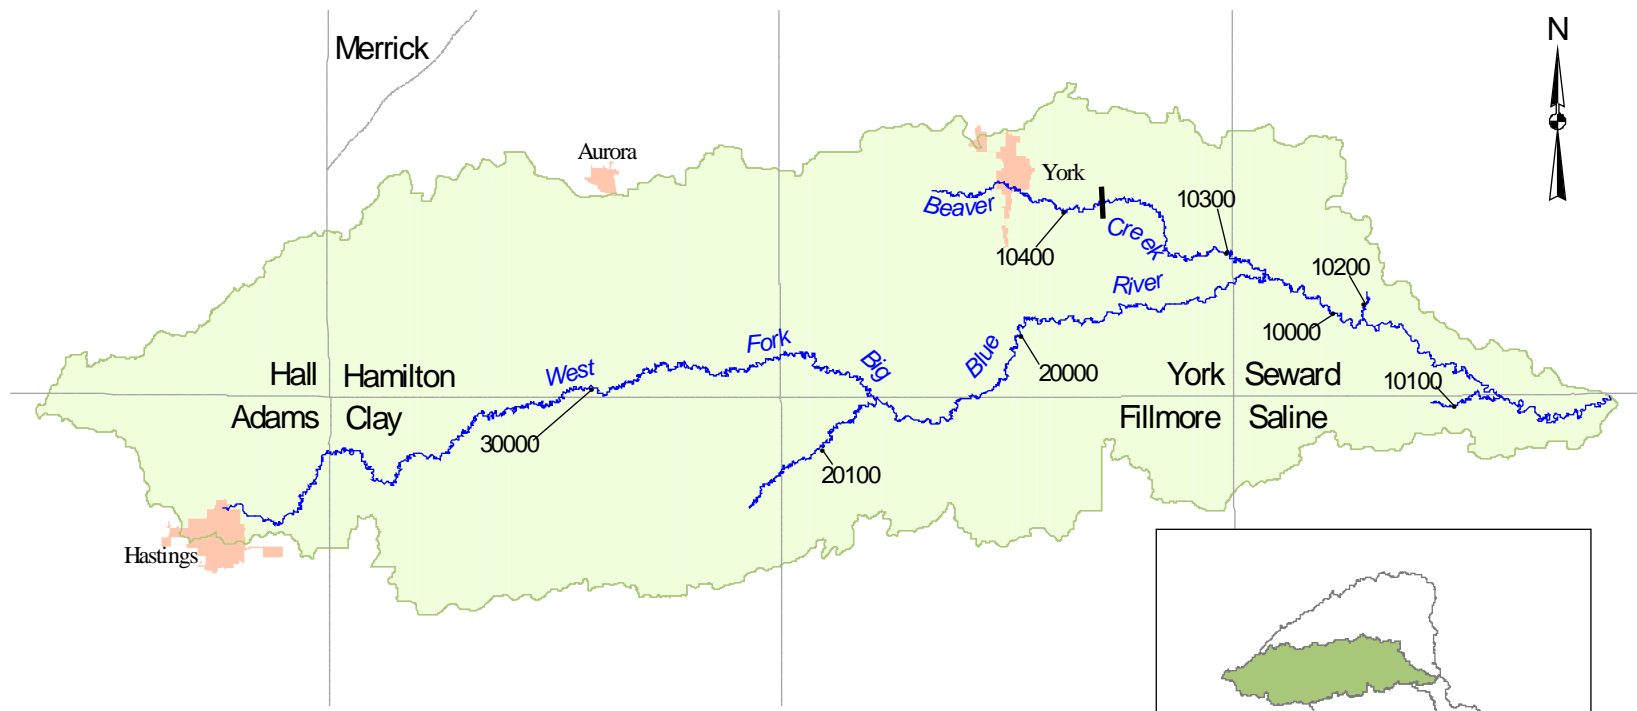 N
Merrick
Aurora
York
Beaver
Creek
10300
10400
10200
River
10000
Fork
Big
Blue
20000
West
Hall
Hamilton
York
Seward
10100
Adams
Clay
Fillmore
Saline
30000
20100
Hastings